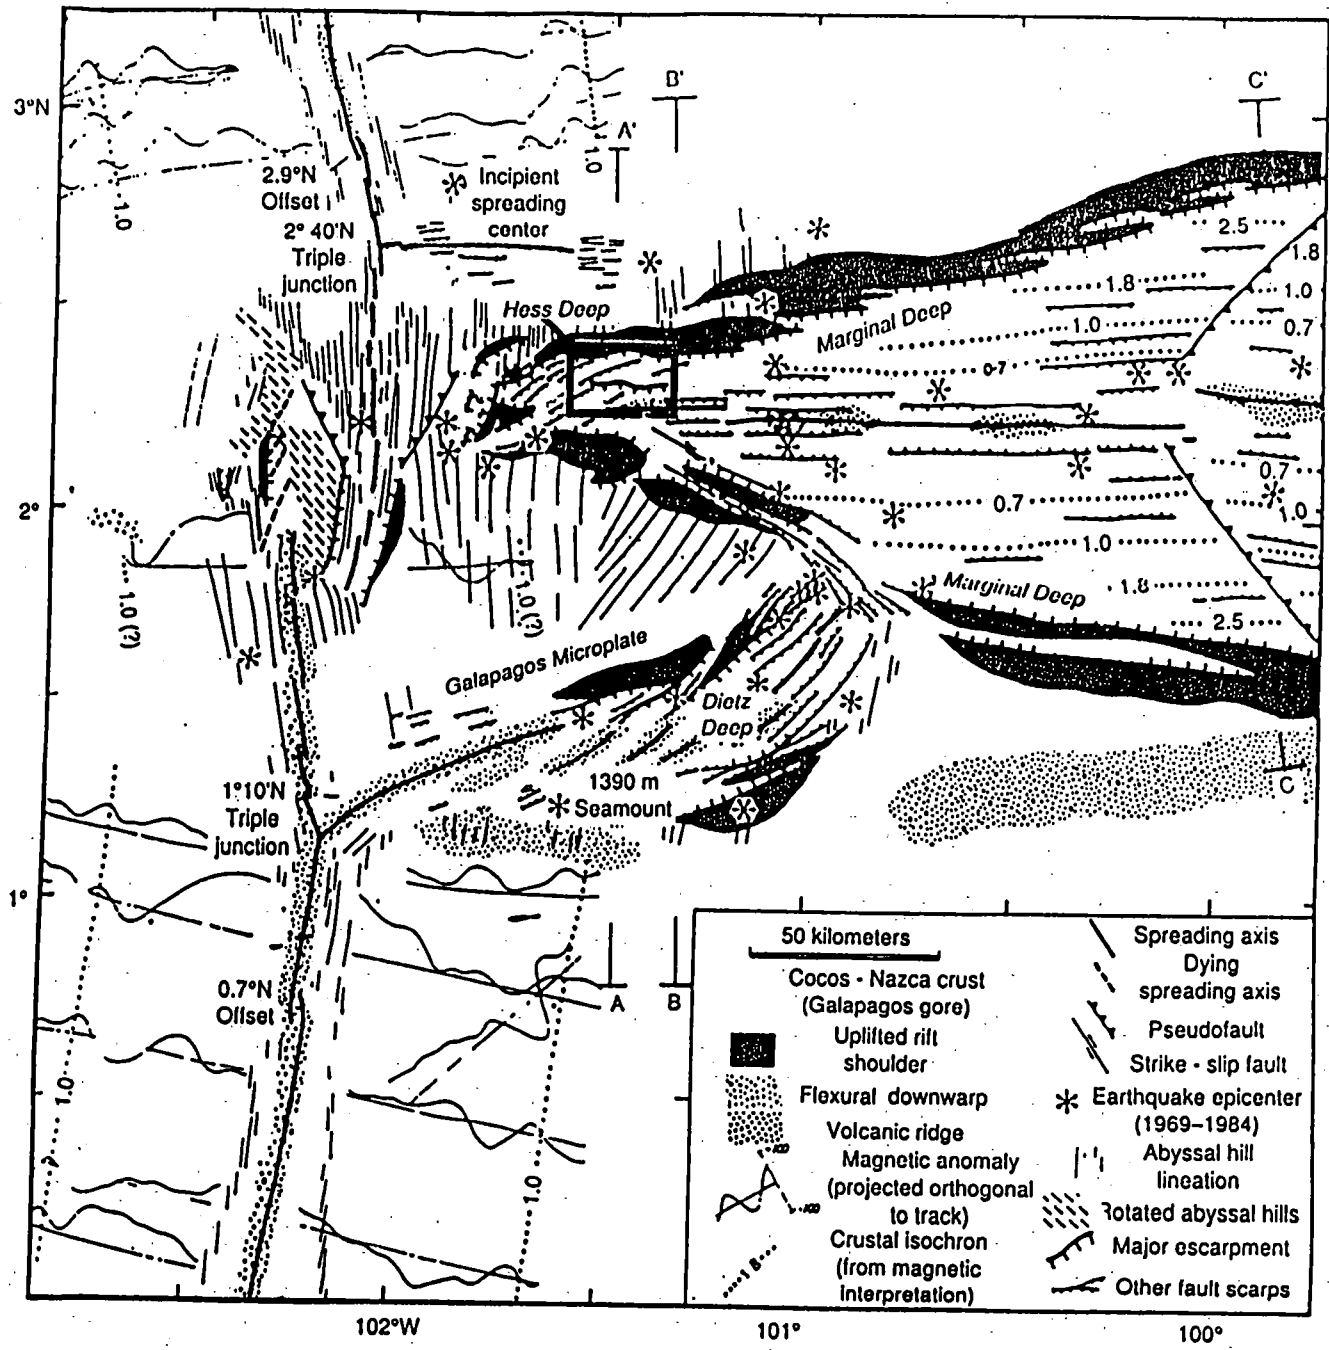 B'
C'
3°N
A'
1.0
1.0
2.9°N
Offset
Incipient
spreading
center
2° 40'N
Triple
junction
2.5
1.8
1.8
1.0
Hess Deep
Marginal Deep
1.0
0.7
0.7
0.7
2°
0.7
1.0
1.0
1.0 (?)
1.0 (?)
Marginal Deep
1.8
2.5
Galapagos Microplate
Dietz
Deep
1°10'N
Triple
junction
1390 m
Seamount
C
1°
0.7°N
Offset
A
B
1.0
1.0
50 kilometers
Cocos - Nazca crust
(Galapagos gore)
Uplifted rift
shoulder
Flexural downwarp
Volcanic ridge
Magnetic anomaly
(projected orthogonal
to track)
Crustal isochron
(from magnetic
interpretation)
1.8
Spreading axis
Dying
spreading axis
Pseudofault
Strike - slip fault
Earthquake epicenter
(1969–1984)
Abyssal hill
lineation
Rotated abyssal hills
Major escarpment
Other fault scarps
102°W
101°
100°